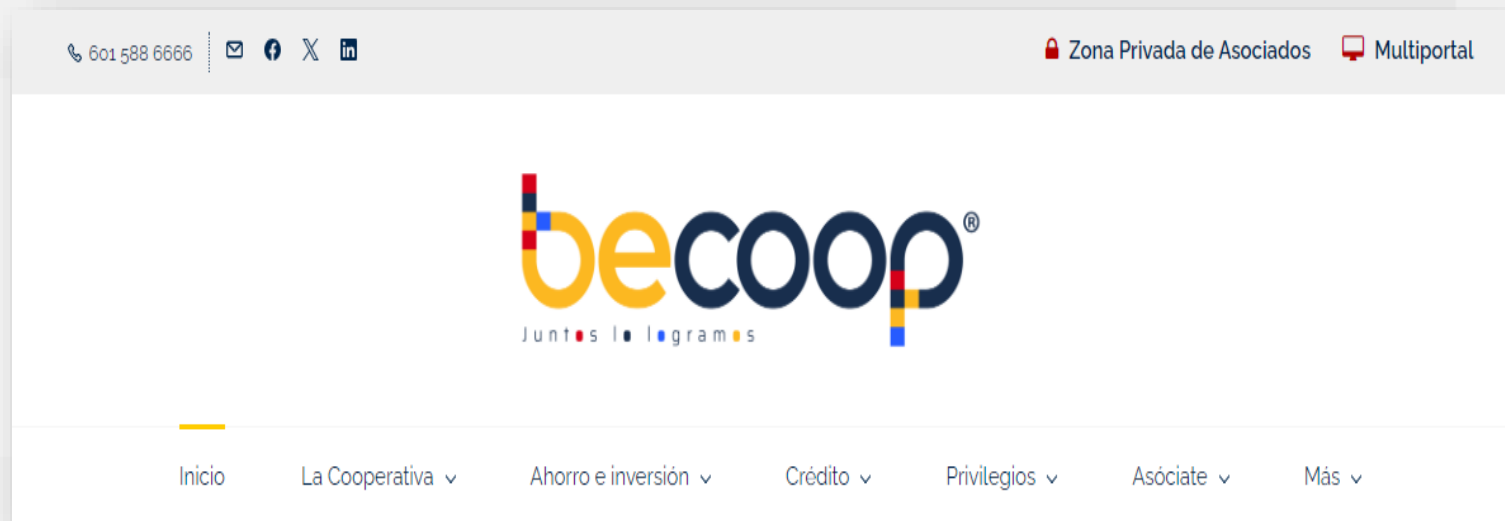 601 588 6666
Zona Privada de Asociados Multiportal
becoop®
Juntos lo logramos
Inicio La Cooperativa Ahorro e inversión Crédito Privilegios Asóciate Más